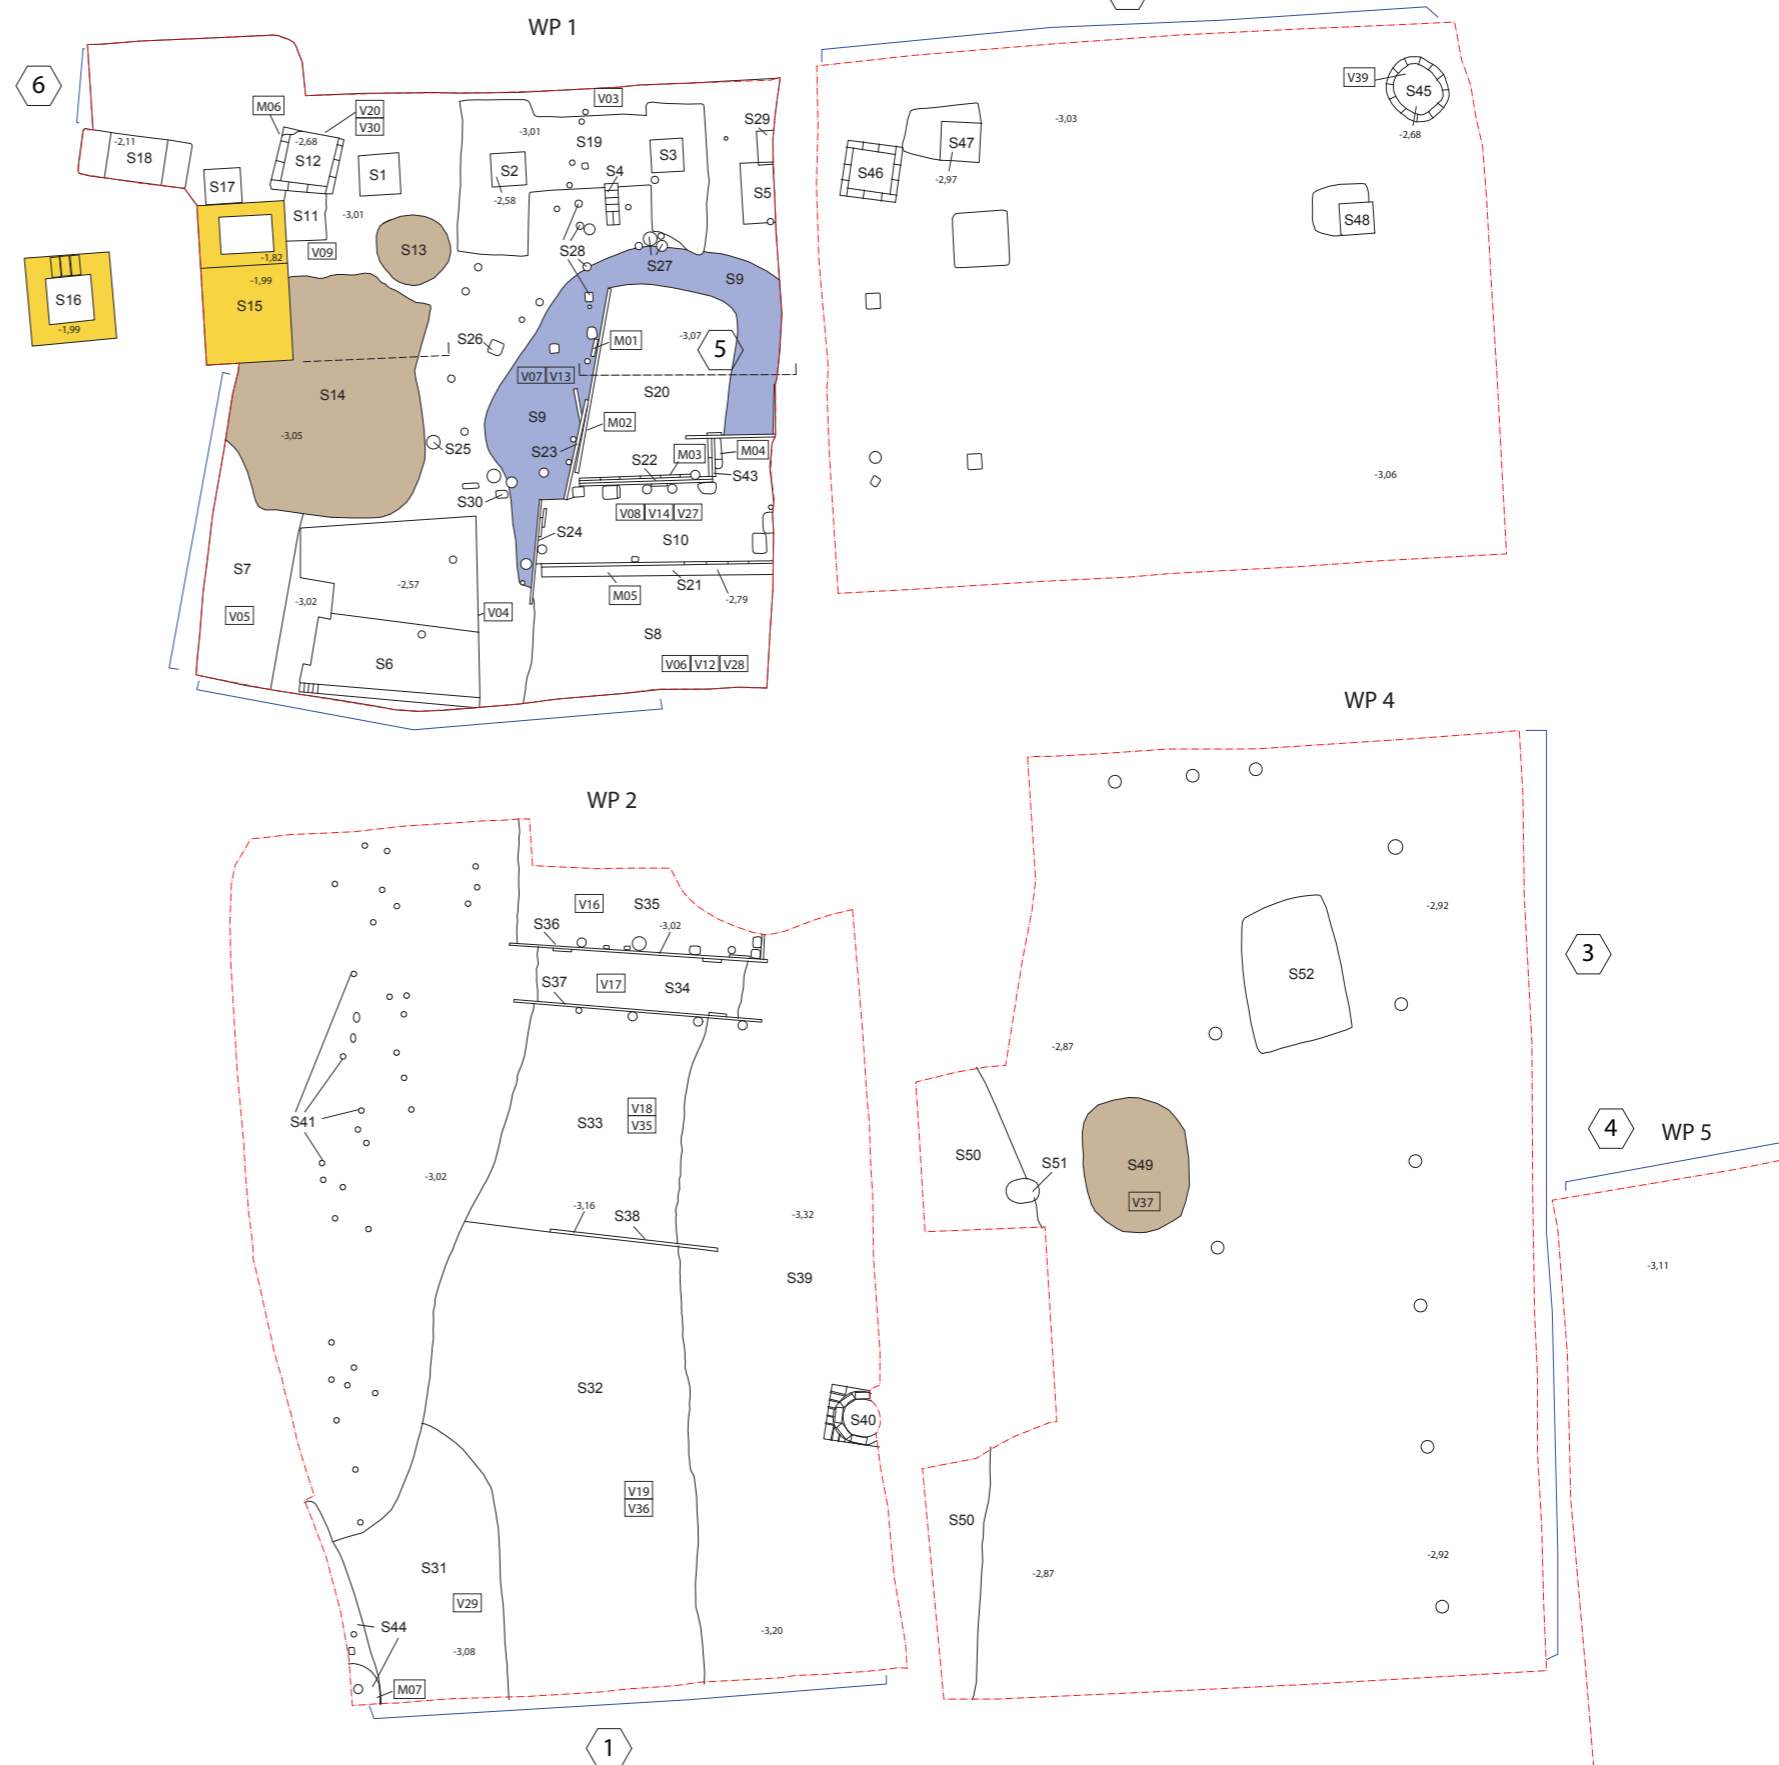 WP 1
6
V39
S45
-2,68
M06
V20
V30
V03
-3,01
S19
S29
-3,03
-2,11
S18
-2,68
S12
S1
S2
-2,58
S4
S3
S5
S47
-2,97
S46
S48
S17
S11
-3,01
V09
S13
S28
S27
S9
-1,82
-1,99
S15
S16
-1,99
S26
M01
-3,07
5
V07 V13
S20
S14
-3,05
S9
M02
S25
S23
S22
M03
M04
S43
-3,06
S30
V08 V14 V27
S24
S10
S7
V05
-3,02
-2,57
V04
M05
S21
-2,79
S6
S8
V06 V12 V28
WP 4
WP 2
V16
S35
S36
-3,02
-2,92
S37
V17
S34
S52
3
-2,87
S41
S33
V18
V35
4
WP 5
S50
S51
S49
V37
-3,02
-3,16
S38
-3,32
S39
-3,11
S32
S40
V19
V36
S50
S31
V29
-2,87
-2,92
S44
-3,08
-3,20
M07
1